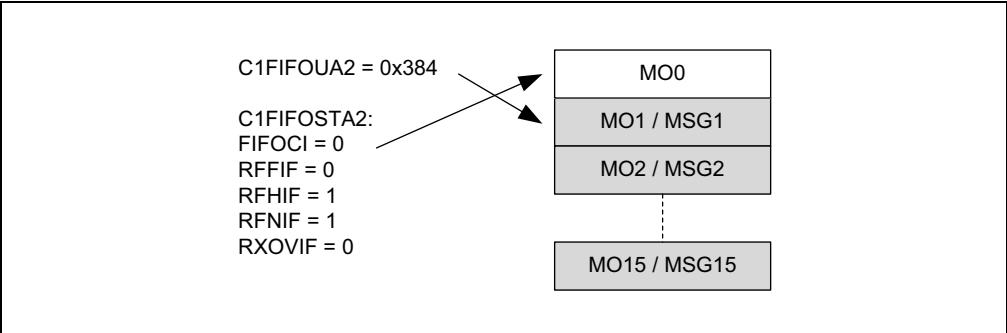 C1FIFOUA2 = 0x384
C1FIFOSTA2:
FIFOCI = 0
RFFIF = 0
RFHIF = 1
RFNIF = 1
RXOVIF = 0
MO0
MO1 / MSG1
MO2 / MSG2
MO15 / MSG15